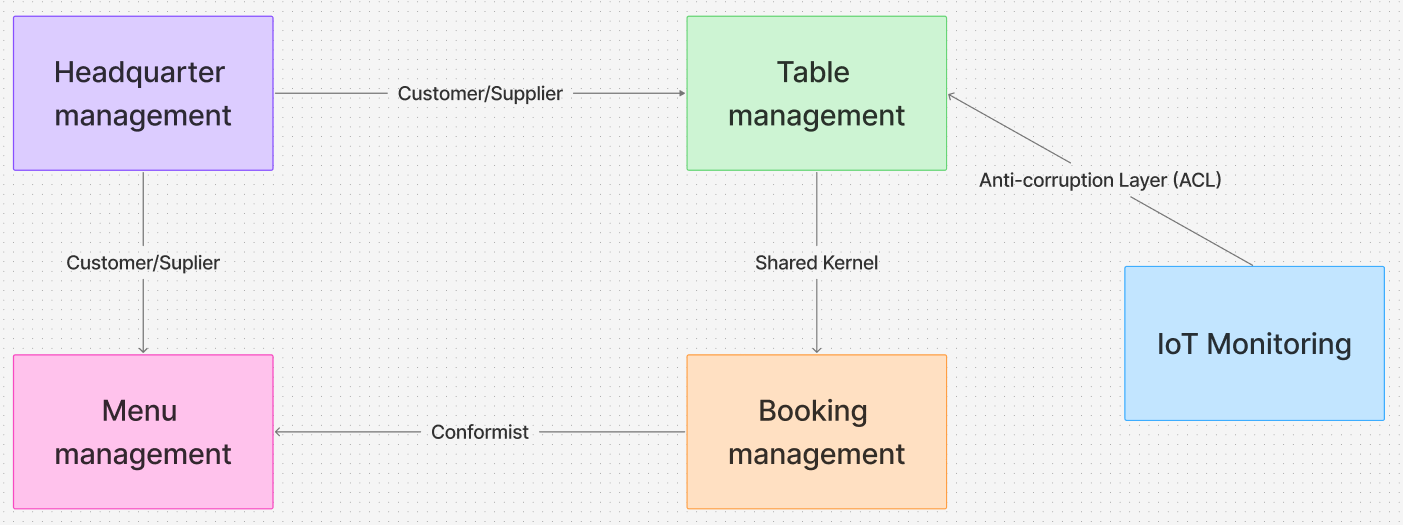 Headquarter
management
Customer/Supplier
Table
management
Anti-corruption Layer (ACL)
Customer/Suplier
Shared Kernel
IoT Monitoring
Menu
management
Conformist
Booking
management